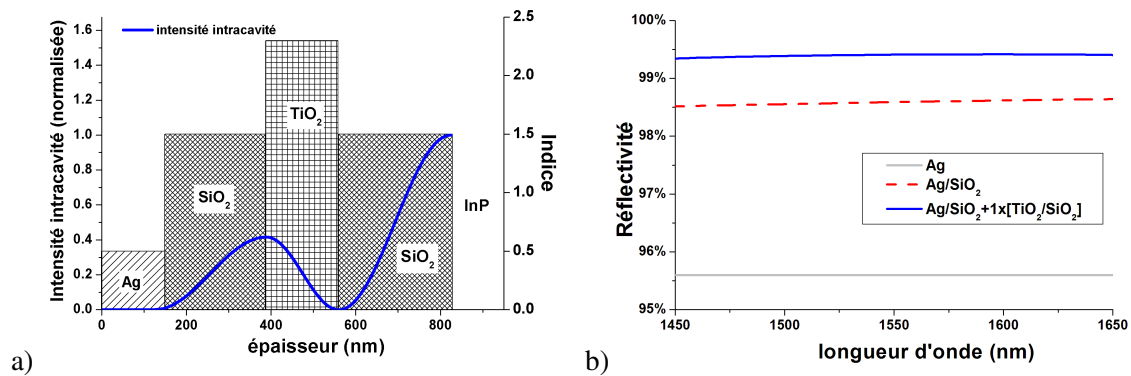 a)
Intensité intracavité (normalisée)
1.6
1.4
1.2
1.0
0.8
0.6
0.4
0.2
0.0
intensité intracavité
Ag
SiO2
TiO2
SiO2
InP
2.5
2.0
1.5
1.0
0.5
0.0
Indice
0 200 400 600 800
épaisseur (nm)
b)
Réflectivité
100%
99%
98%
97%
96%
95%
Ag
Ag/SiO2
Ag/SiO2+1x[TiO2/SiO2]
1450 1500 1550 1600 1650
longueur d'onde (nm)